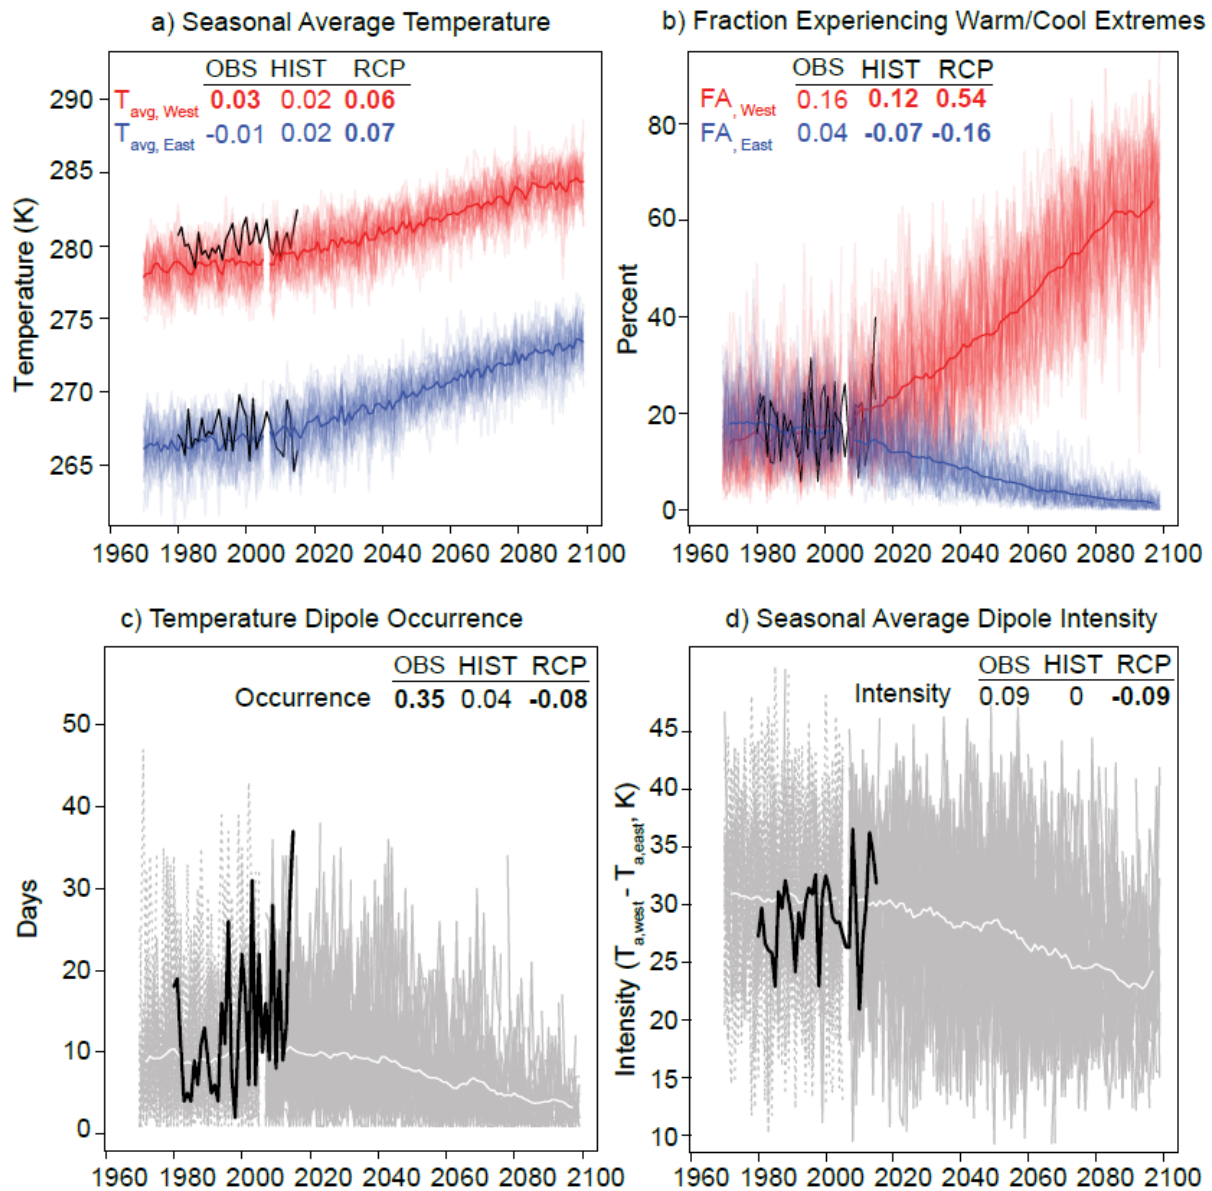 a) Seasonal Average Temperature
OBS HIST RCP
T avg, West 0.03 0.02 0.06
T avg, East -0.01 0.02 0.07
Temperature (K)
290
285
280
275
270
265
1960 1980 2000 2020 2040 2060 2080 2100
b) Fraction Experiencing Warm/Cool Extremes
OBS HIST RCP
FA, West 0.16 0.12 0.54
FA, East 0.04 -0.07 -0.16
Percent
80
60
40
20
0
1960 1980 2000 2020 2040 2060 2080 2100
c) Temperature Dipole Occurrence
OBS HIST RCP
Occurrence 0.35 0.04 -0.08
Days
50
40
30
20
10
0
1960 1980 2000 2020 2040 2060 2080 2100
d) Seasonal Average Dipole Intensity
OBS HIST RCP
Intensity 0.09 0 -0.09
Intensity (Ta,west- Ta,east, K)
45
40
35
30
25
20
15
10
1960 1980 2000 2020 2040 2060 2080 2100